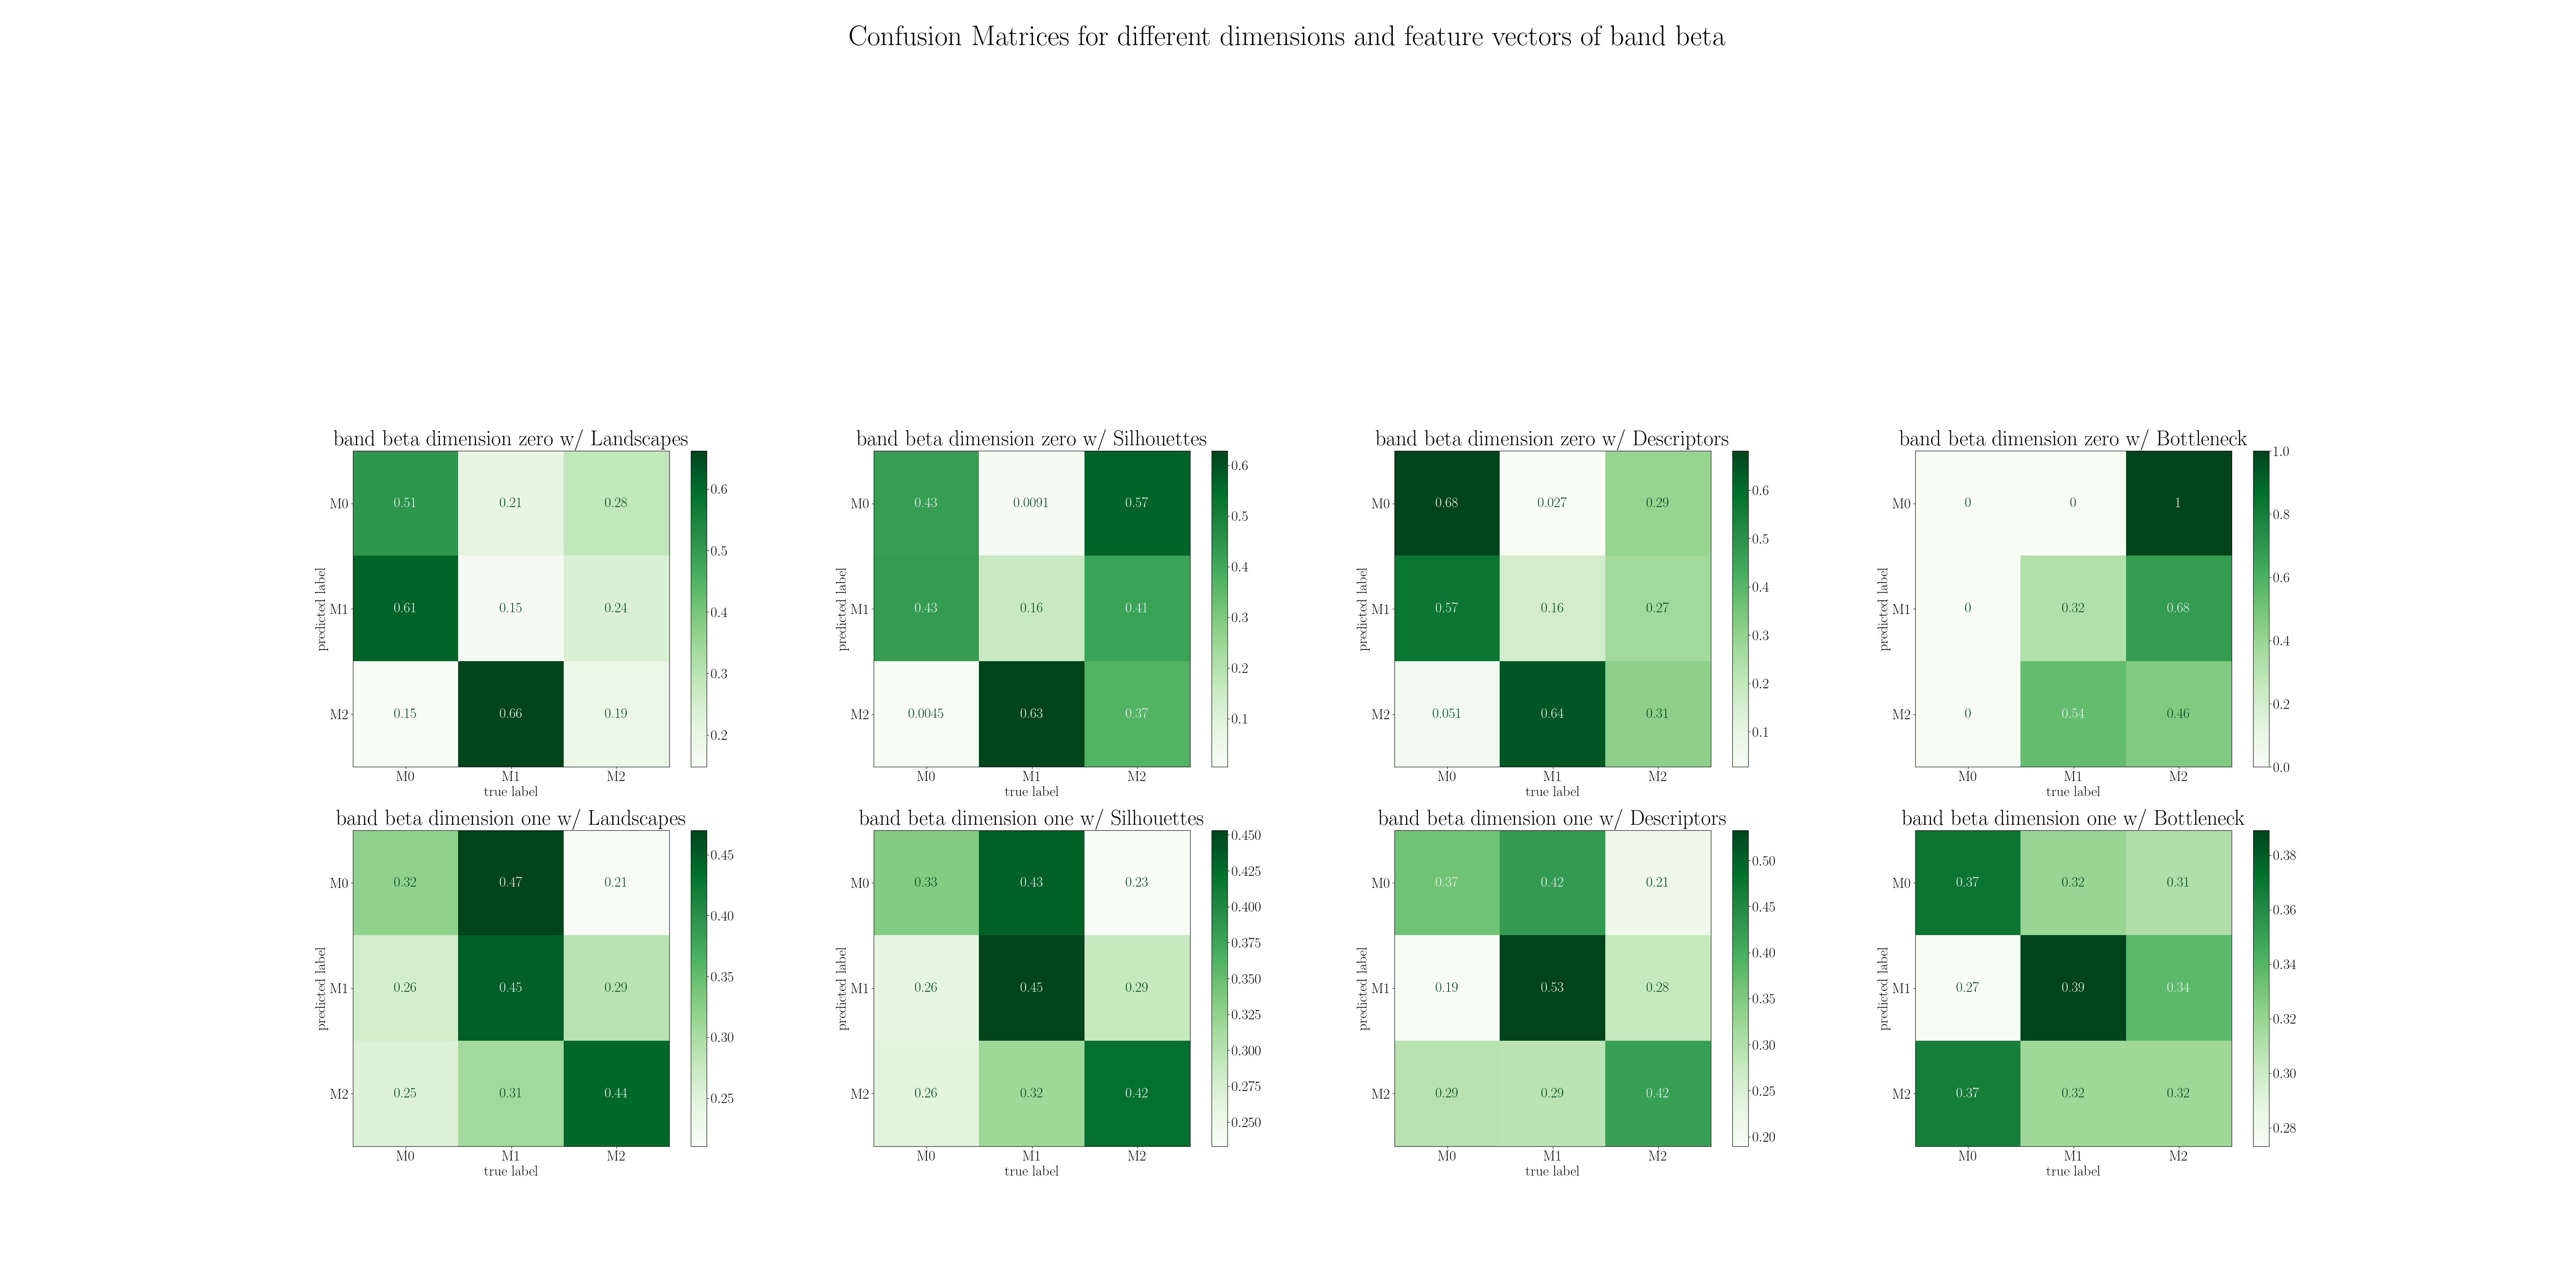 Confusion Matrices for different dimensions and feature vectors of band beta
band beta dimension zero w/ Landscapes
M0 0.51 0.21 0.28
M1 0.61 0.15 0.24
M2 0.15 0.66 0.19
M0 M1 M2
true label
predicted label
0.6
0.5
0.4
0.3
0.2
band beta dimension zero w/ Silhouettes
M0 0.43 0.0091 0.57
M1 0.43 0.16 0.41
M2 0.0045 0.63 0.37
M0 M1 M2
true label
predicted label
0.6
0.5
0.4
0.3
0.2
0.1
band beta dimension zero w/ Descriptors
M0 0.68 0.027 0.29
M1 0.57 0.16 0.27
M2 0.051 0.64 0.31
M0 M1 M2
true label
predicted label
0.6
0.5
0.4
0.3
0.2
0.1
band beta dimension zero w/ Bottleneck
M0 0 0 1
M1 0 0.32 0.68
M2 0 0.54 0.46
M0 M1 M2
true label
predicted label
1.0
0.8
0.6
0.4
0.2
0.0
band beta dimension one w/ Landscapes
M0 0.32 0.47 0.21
M1 0.26 0.45 0.29
M2 0.25 0.31 0.44
M0 M1 M2
true label
predicted label
0.45
0.40
0.35
0.30
0.25
band beta dimension one w/ Silhouettes
M0 0.33 0.43 0.23
M1 0.26 0.45 0.29
M2 0.26 0.32 0.42
M0 M1 M2
true label
predicted label
0.450
0.425
0.400
0.375
0.350
0.325
0.300
0.275
0.250
band beta dimension one w/ Descriptors
M0 0.37 0.42 0.21
M1 0.19 0.53 0.28
M2 0.29 0.29 0.42
M0 M1 M2
true label
predicted label
0.50
0.45
0.40
0.35
0.30
0.25
0.20
band beta dimension one w/ Bottleneck
M0 0.37 0.32 0.31
M1 0.27 0.39 0.34
M2 0.37 0.32 0.32
M0 M1 M2
true label
predicted label
0.38
0.36
0.34
0.32
0.30
0.28